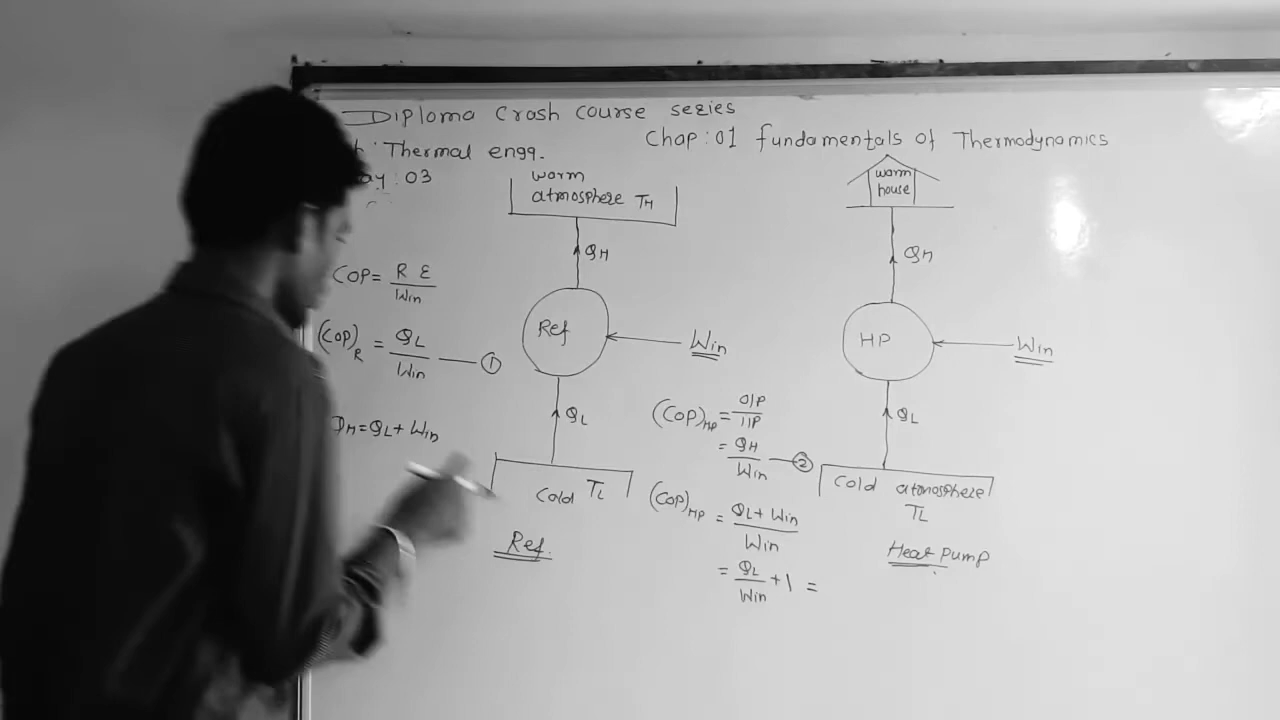 Diploma Crash course series
Chap:01 fundamentals of Thermodynamics
: Thermal engg.
: 03
warm
atmosphere TH
QH
Ref
Win
QL
cold TL
Ref.
COP = R E
Win
(COP)R = QL
Win ①
QH = QL + Win
warm
house
QH
HP
Win
QL
cold atmosphere
TL
Heat Pump
(COP)HP = O/P
I/P
= QH
Win ②
(COP)HP = QL + Win
Win
= QL + 1 =
Win